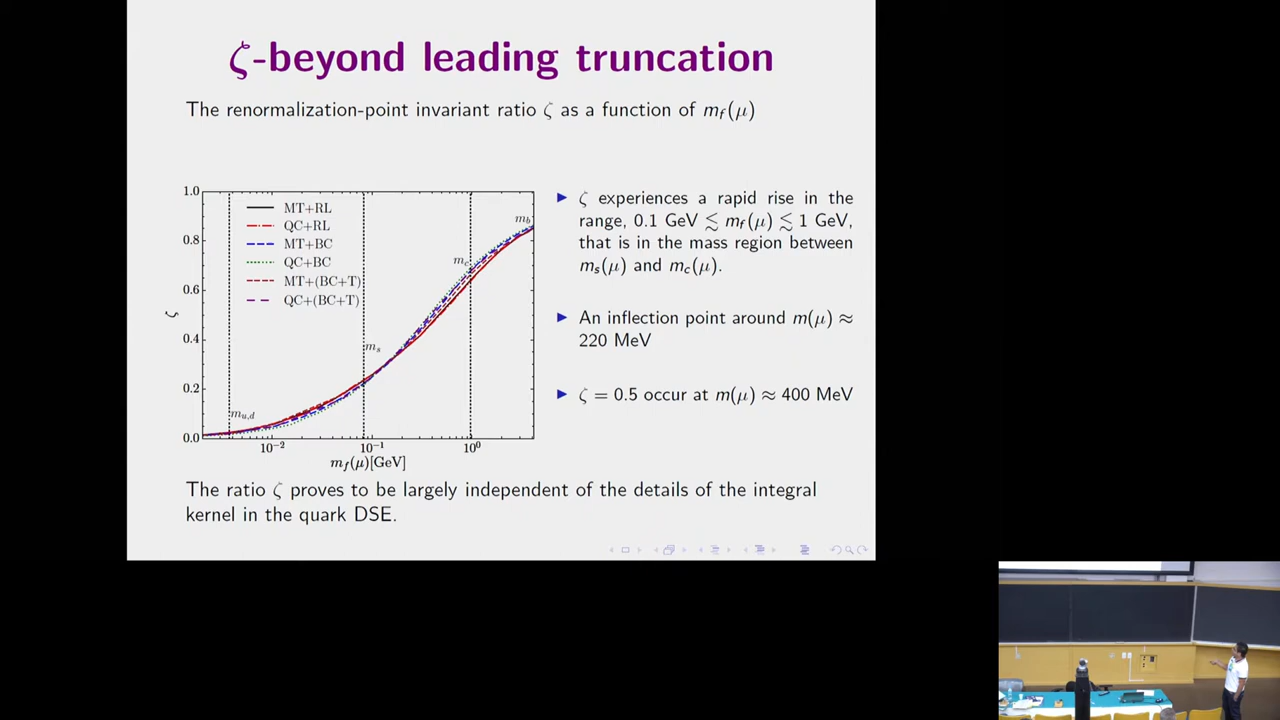 ζ-beyond leading truncation
The renormalization-point invariant ratio ζ as a function of m_f(μ)
1.0
0.8
0.6
0.4
0.2
0.0
ζ
MT+RL
QC+RL
MT+BC
QC+BC
MT+(BC+T)
QC+(BC+T)
m_b
m_c
m_s
m_{u,d}
10⁻²
10⁻¹
10⁰
m_f(μ)[GeV]
ζ experiences a rapid rise in the
range, 0.1 GeV ≲ m_f(μ) ≲ 1 GeV,
that is in the mass region between
m_s(μ) and m_c(μ).
An inflection point around m(μ) ≈
220 MeV
ζ = 0.5 occur at m(μ) ≈ 400 MeV
The ratio ζ proves to be largely independent of the details of the integral
kernel in the quark DSE.